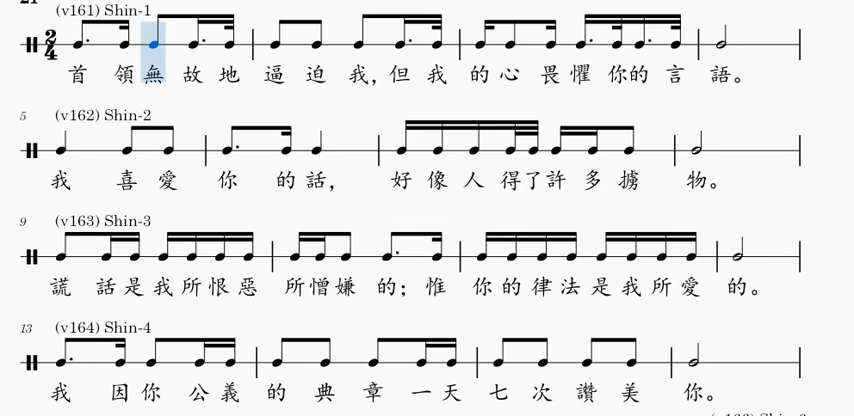 (v161) Shin-1
2
4
首 領 無 故 地 逼 迫 我, 但 我 的 心 畏 懼 你 的 言 語。
5 (v162) Shin-2
我 喜 愛 你 的 話, 好 像 人 得 了 許 多 擄 物。
9 (v163) Shin-3
謊 話 是 我 所 恨 惡 所 憎 嫌 的; 惟 你 的 律 法 是 我 所 愛 的。
13 (v164) Shin-4
我 因 你 公 義 的 典 章 一 天 七 次 讚 美 你。